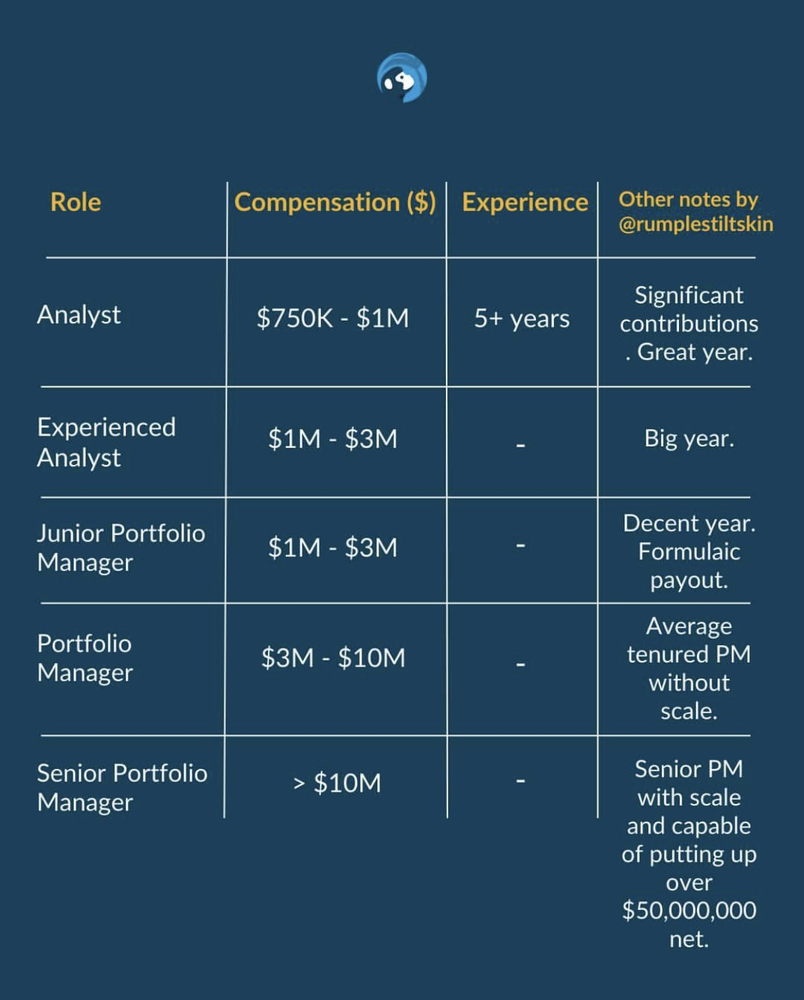 Role
Compensation ($)
Experience
Other notes by
@rumplestiltskin
Analyst
$750K - $1M
5+ years
Significant
contributions
. Great year.
Experienced
Analyst
$1M - $3M
-
Big year.
Junior Portfolio
Manager
$1M - $3M
-
Decent year.
Formulaic
payout.
Portfolio
Manager
$3M - $10M
-
Average
tenured PM
without
scale.
Senior Portfolio
Manager
> $10M
-
Senior PM
with scale
and capable
of putting up
over
$50,000,000
net.